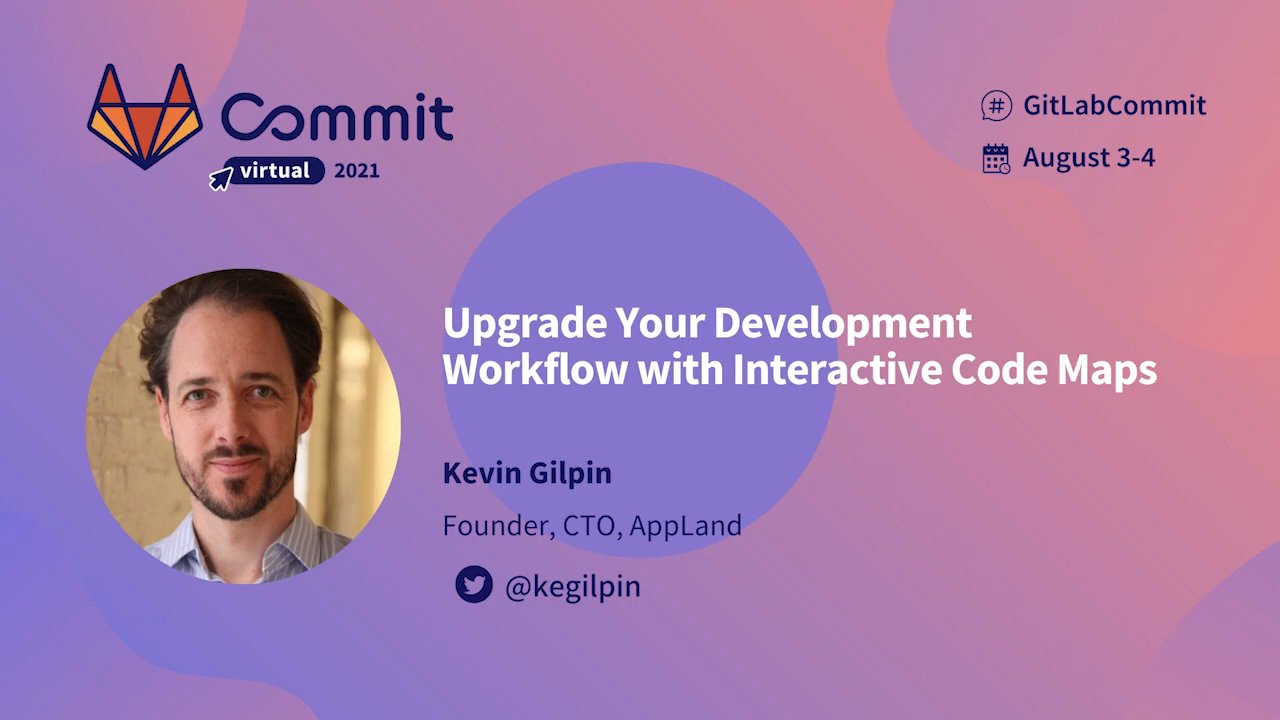 Commit
virtual 2021
# GitLabCommit
August 3-4
Upgrade Your Development
Workflow with Interactive Code Maps
Kevin Gilpin
Founder, CTO, AppLand
@kegilpin